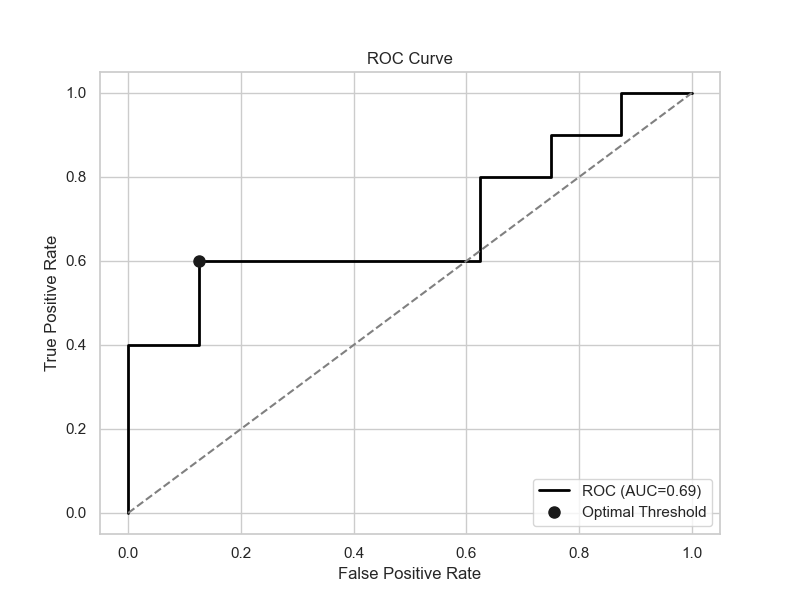 ROC Curve
True Positive Rate
1.0
0.8
0.6
0.4
0.2
0.0
ROC (AUC=0.69)
Optimal Threshold
0.0 0.2 0.4 0.6 0.8 1.0
False Positive Rate